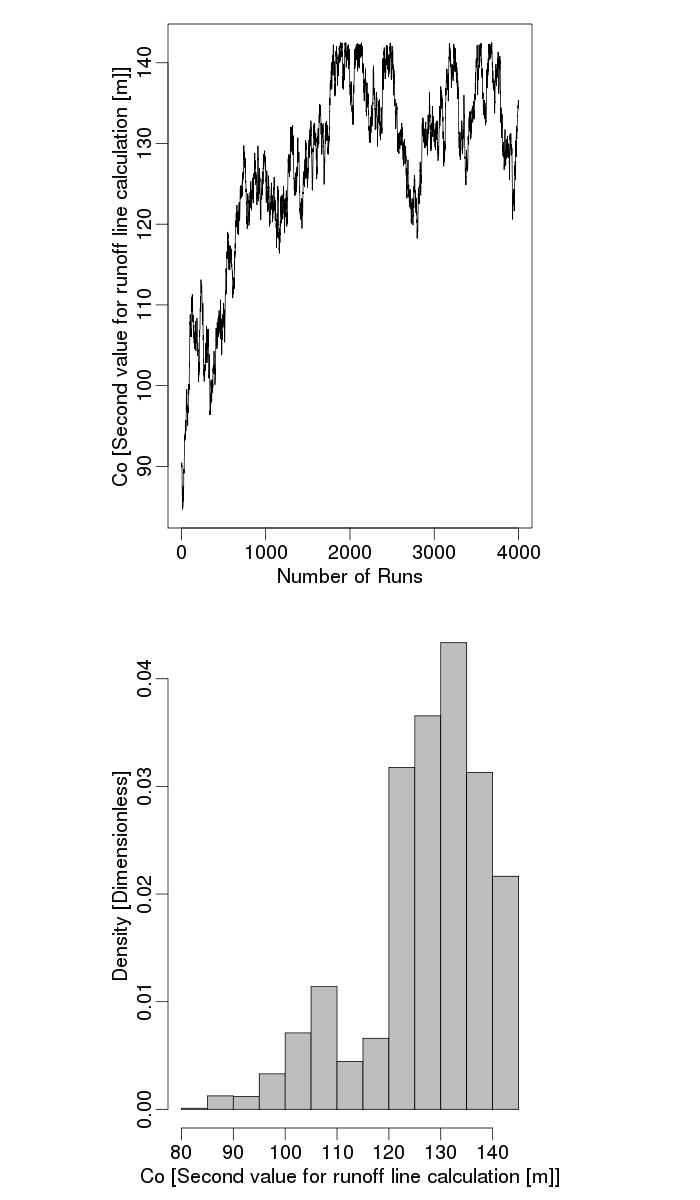 Co [Second value for runoff line calculation [m]]
140
130
120
110
100
90
0 1000 2000 3000 4000
Number of Runs
Density [Dimensionless]
0.04
0.03
0.02
0.01
0.00
80 90 100 110 120 130 140
Co [Second value for runoff line calculation [m]]